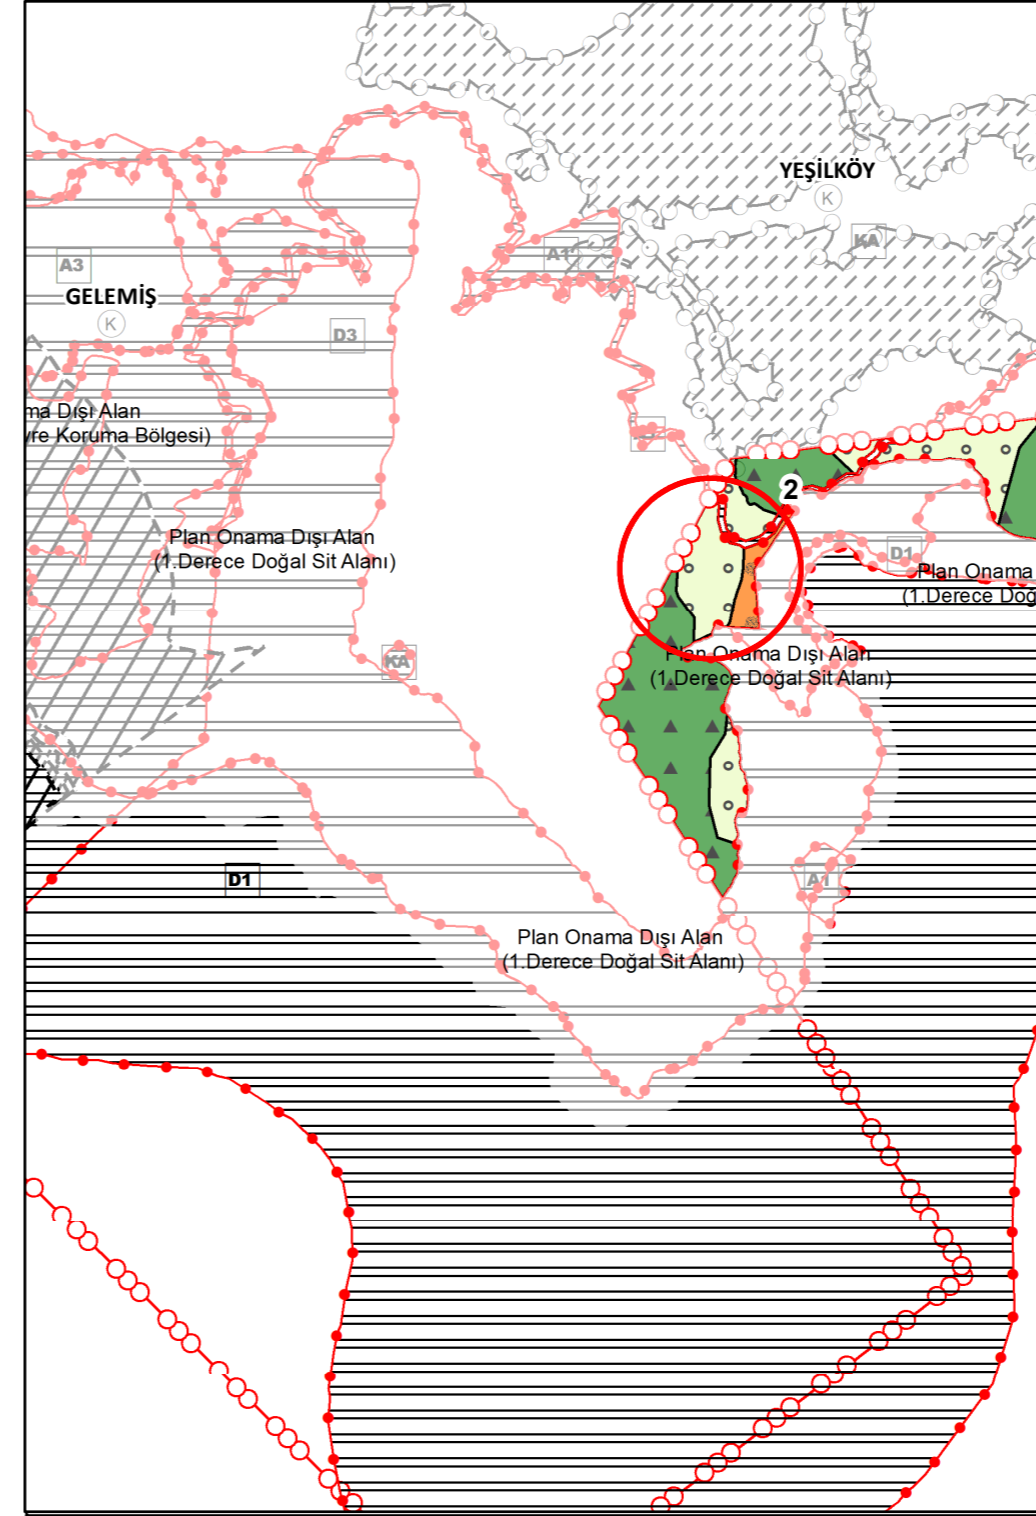 YEŞİLKÖY
K
KA
A3
A1
GELEMİŞ
K
D3
ma Dışı Alan
vre Koruma Bölgesi)
2
Plan Onama Dışı Alan
(1.Derece Doğal Sit Alanı)
D1
Plan Onama
(1.Derece Doğ
KA
Plan Onama Dışı Alan
(1.Derece Doğal Sit Alanı)
D1
A1
Plan Onama Dışı Alan
(1.Derece Doğal Sit Alanı)